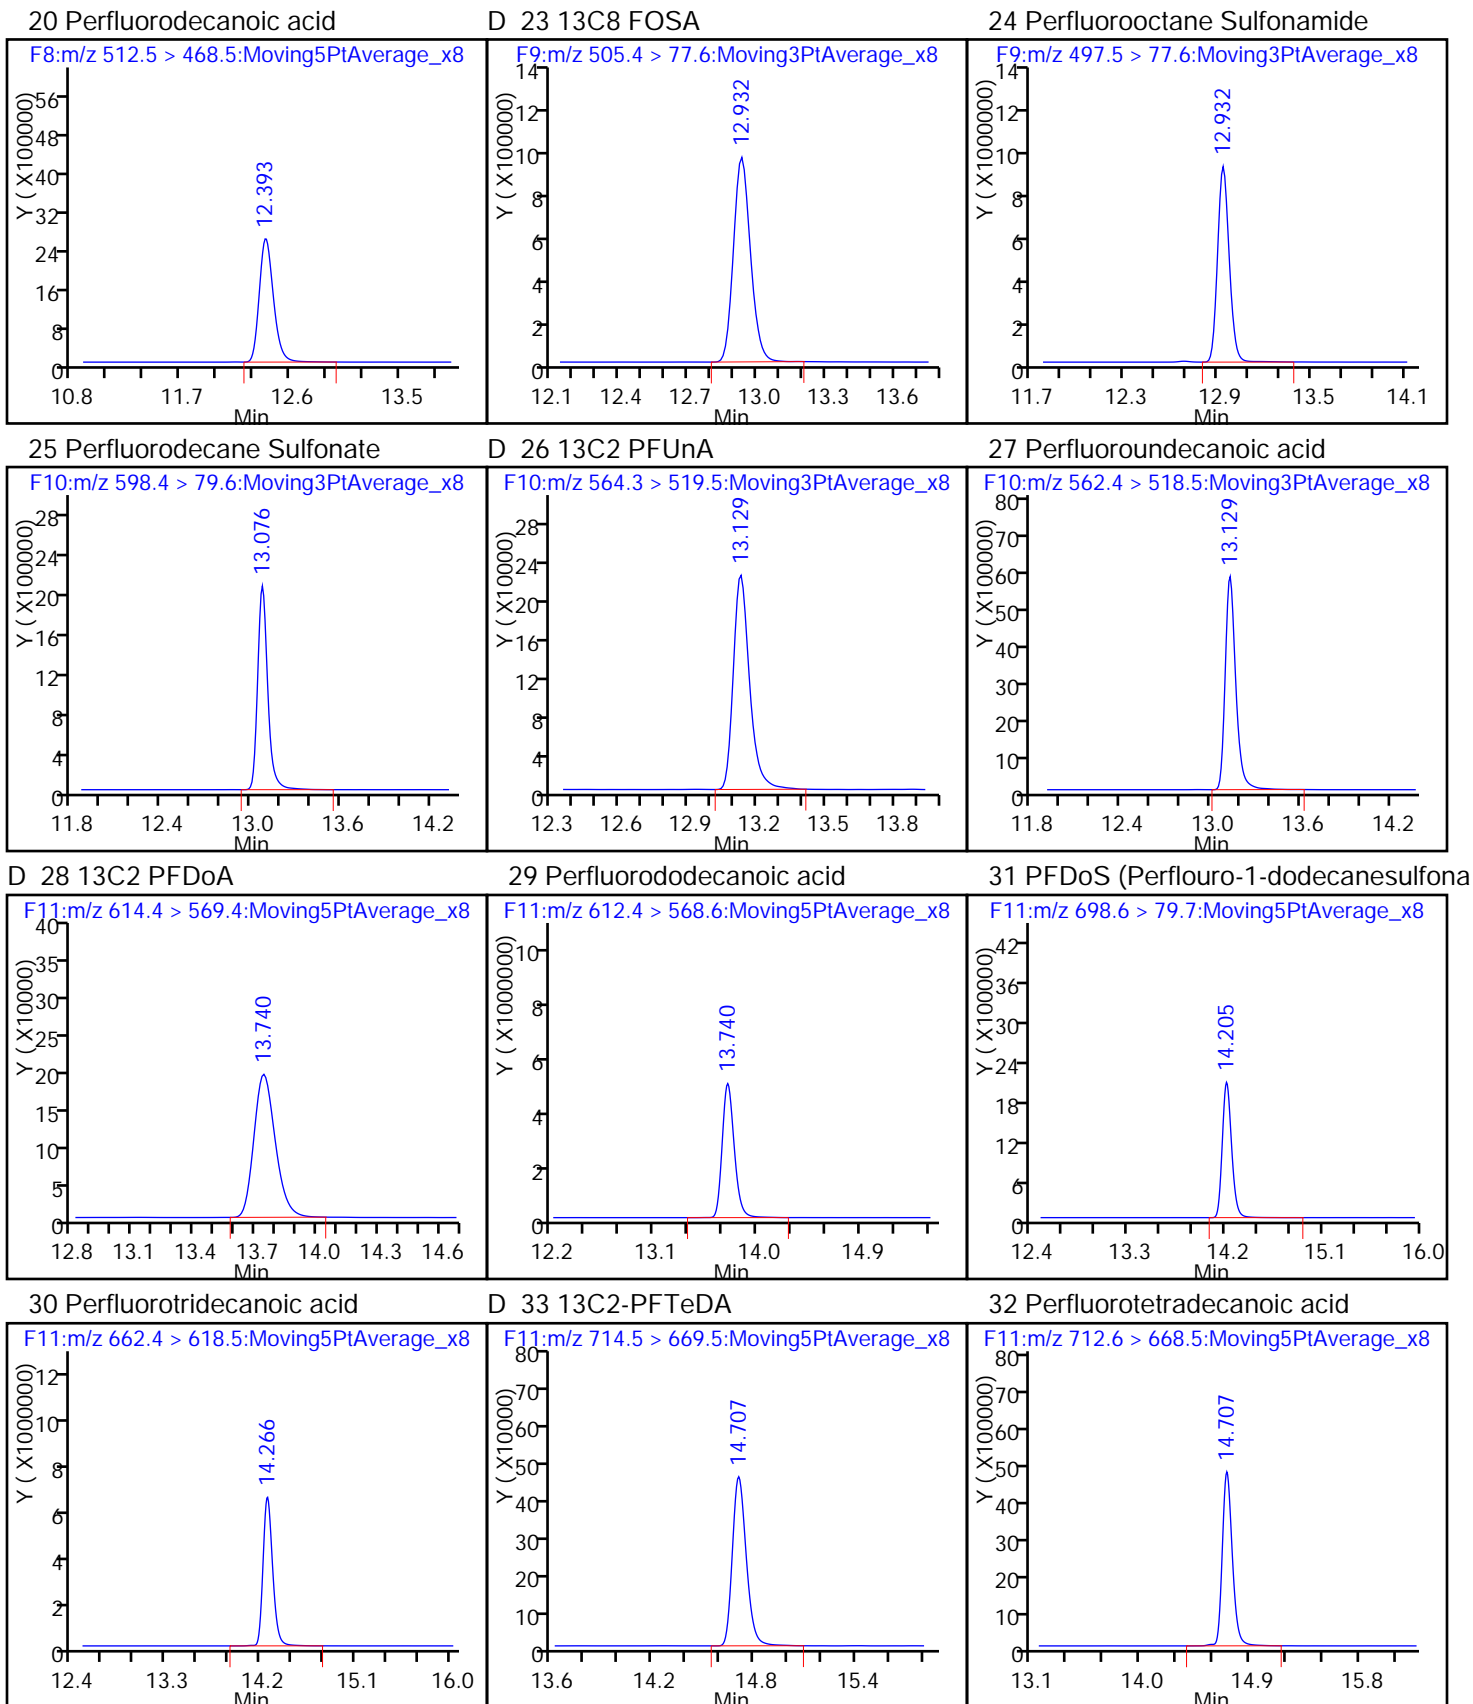 20 Perfluorodecanoic acid
F8:m/z 512.5 > 468.5:Moving5PtAverage_x8
Y ( X100000)
56
48
40
32
24
16
8
0
12.393
10.8 11.7 12.6 13.5
Min
D 23 13C8 FOSA
F9:m/z 505.4 > 77.6:Moving3PtAverage_x8
Y ( X100000)
14
12
10
8
6
4
2
0
12.932
12.1 12.4 12.7 13.0 13.3 13.6
Min
24 Perfluorooctane Sulfonamide
F9:m/z 497.5 > 77.6:Moving3PtAverage_x8
Y ( X1000000)
14
12
10
8
6
4
2
0
12.932
11.7 12.3 12.9 13.5 14.1
Min
25 Perfluorodecane Sulfonate
F10:m/z 598.4 > 79.6:Moving3PtAverage_x8
Y ( X100000)
28
24
20
16
12
8
4
0
13.076
11.8 12.4 13.0 13.6 14.2
Min
D 26 13C2 PFUnA
F10:m/z 564.3 > 519.5:Moving3PtAverage_x8
Y ( X10000)
28
24
20
16
12
8
4
0
13.129
12.3 12.6 12.9 13.2 13.5 13.8
Min
27 Perfluoroundecanoic acid
F10:m/z 562.4 > 518.5:Moving3PtAverage_x8
Y ( X100000)
80
70
60
50
40
30
20
10
0
13.129
11.8 12.4 13.0 13.6 14.2
Min
D 28 13C2 PFDoA
F11:m/z 614.4 > 569.4:Moving5PtAverage_x8
Y ( X10000)
40
35
30
25
20
15
10
5
0
13.740
12.8 13.1 13.4 13.7 14.0 14.3 14.6
Min
29 Perfluorododecanoic acid
F11:m/z 612.4 > 568.6:Moving5PtAverage_x8
Y ( X1000000)
10
8
6
4
2
0
13.740
12.2 13.1 14.0 14.9
Min
31 PFDoS (Perflouro-1-dodecanesulfona
F11:m/z 698.6 > 79.7:Moving5PtAverage_x8
Y ( X100000)
42
36
30
24
18
12
6
0
14.205
12.4 13.3 14.2 15.1 16.0
Min
30 Perfluorotridecanoic acid
F11:m/z 662.4 > 618.5:Moving5PtAverage_x8
Y ( X1000000)
12
10
8
6
4
2
0
14.266
12.4 13.3 14.2 15.1 16.0
Min
D 33 13C2-PFTeDA
F11:m/z 714.5 > 669.5:Moving5PtAverage_x8
Y ( X10000)
80
70
60
50
40
30
20
10
0
14.707
13.6 14.2 14.8 15.4
Min
32 Perfluorotetradecanoic acid
F11:m/z 712.6 > 668.5:Moving5PtAverage_x8
Y ( X100000)
80
70
60
50
40
30
20
10
0
14.707
13.1 14.0 14.9 15.8
Min